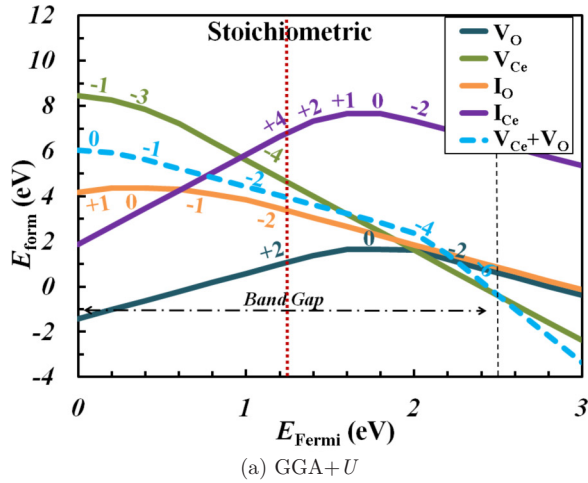 Stoichiometric
V_O
V_Ce
I_O
I_Ce
V_Ce+V_O
12
10
8
6
4
2
0
-2
-4
E_form (eV)
-1 -3 -4
0 -1 -2 -4
+1 0 -1 -2
+4 +2 +1 0 -2
+2 0 -2
Band Gap
0 1 2 3
E_Fermi (eV)
(a) GGA+U